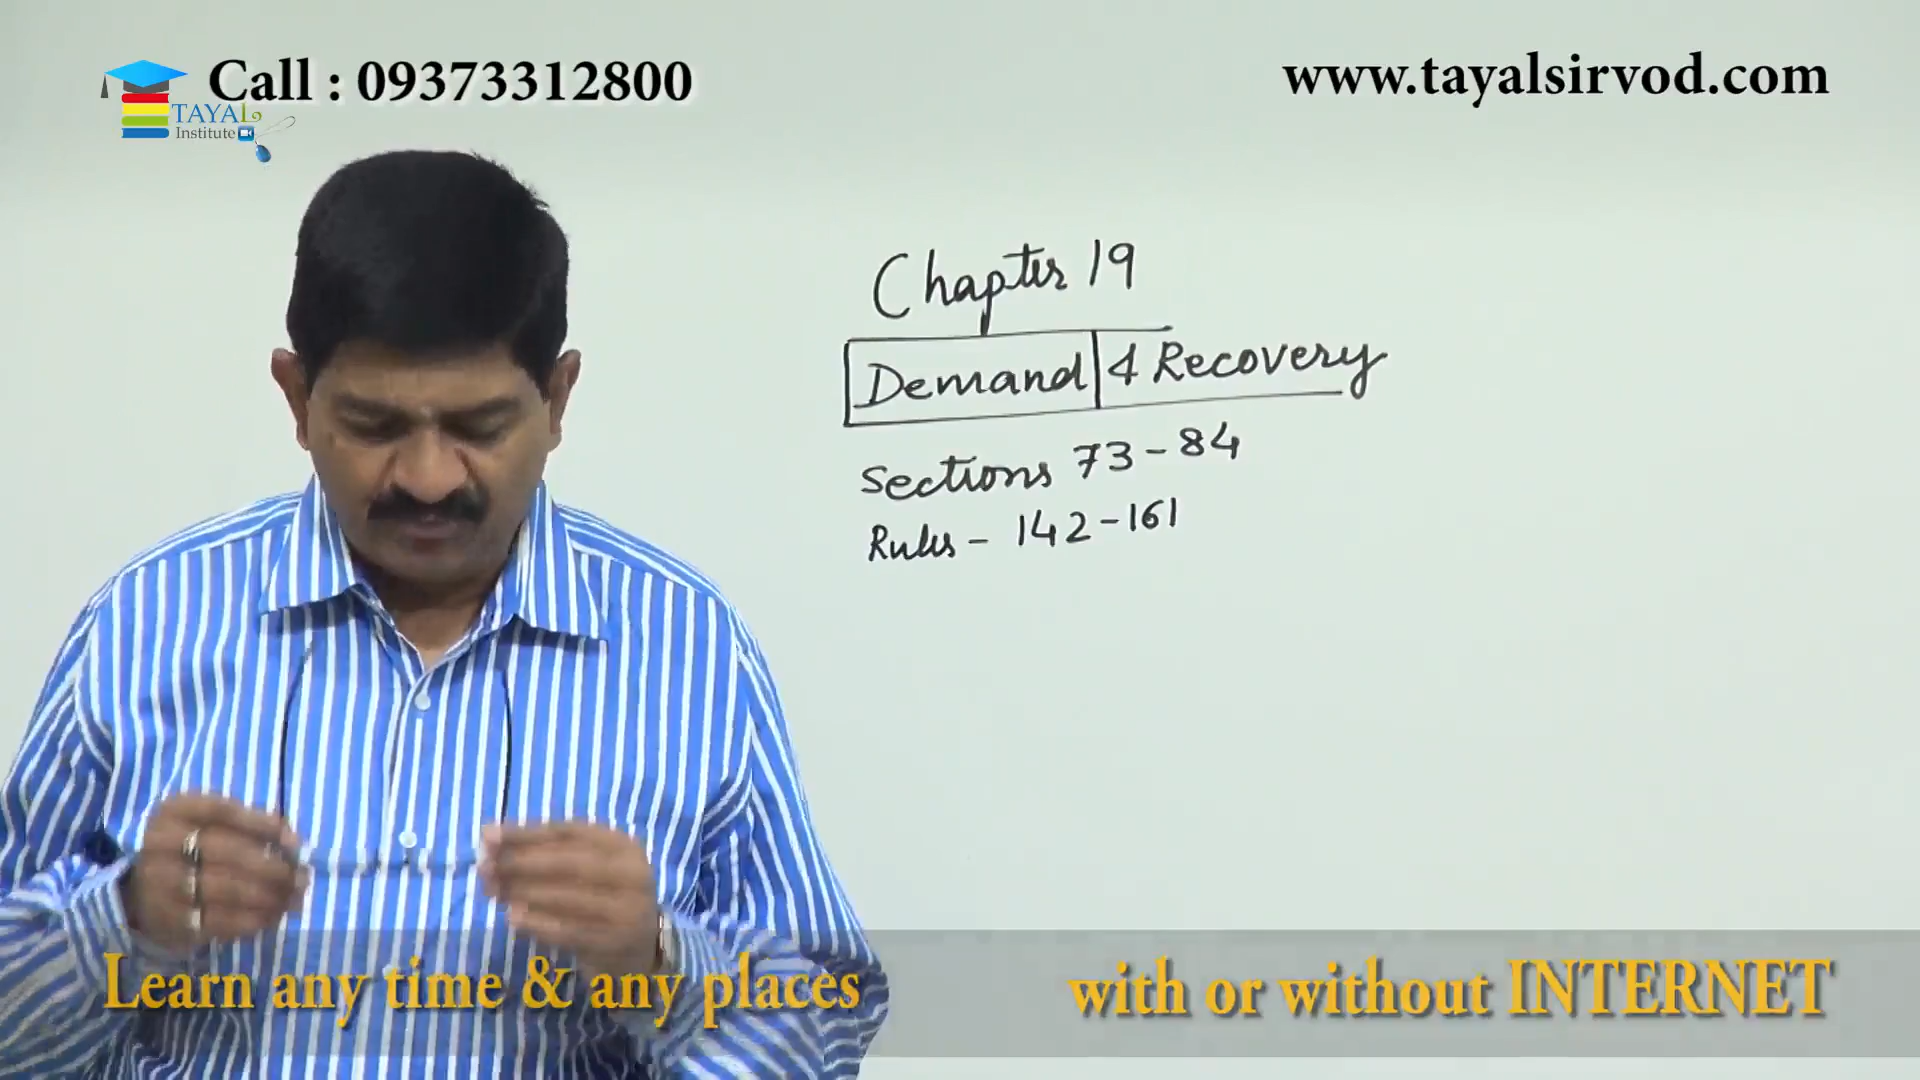 Call : 09373312800
www.tayalsirvod.com
TAYAL
Institute
Chapter 19
Demand & Recovery
Sections 73-84
Rules - 142-161
Learn any time & any places
with or without INTERNET